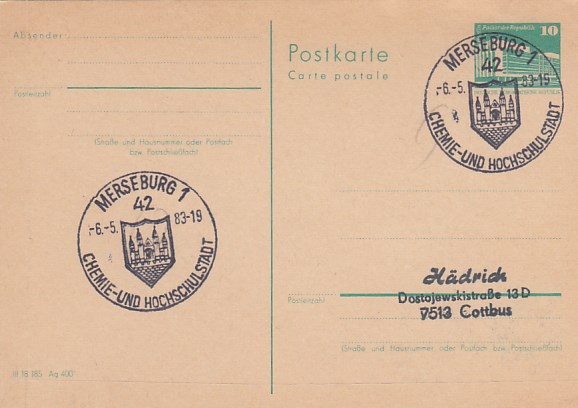 Absender
Postleitzahl
(Straße und Hausnummer oder Postfach
bzw. Postschließfach)
MERSEBURG 1
42
-6.-5. 83-19
CHEMIE-UND HOCHSCHULSTADT
III 18 185 Ag 400
Postkarte
Carte postale
10
MERSEBURG 1
42
-6.-5. 83-19
CHEMIE-UND HOCHSCHULSTADT
Hädrich
Postleitzahl
Dostojewskistraße 13 D
7513 Cottbus
(Straße und Hausnummer oder Postfach bzw. Postschließfach)